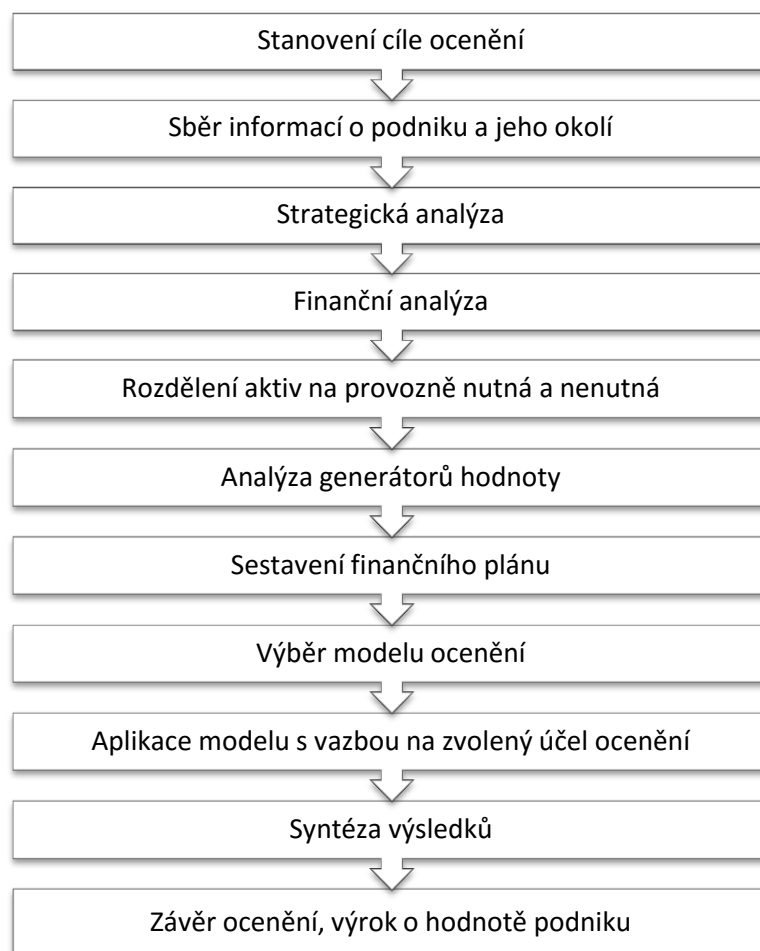 Stanovení cíle ocenění
Sběr informací o podniku a jeho okolí
Strategická analýza
Finanční analýza
Rozdělení aktiv na provozně nutná a nenutná
Analýza generátorů hodnoty
Sestavení finančního plánu
Výběr modelu ocenění
Aplikace modelu s vazbou na zvolený účel ocenění
Syntéza výsledků
Závěr ocenění, výrok o hodnotě podniku